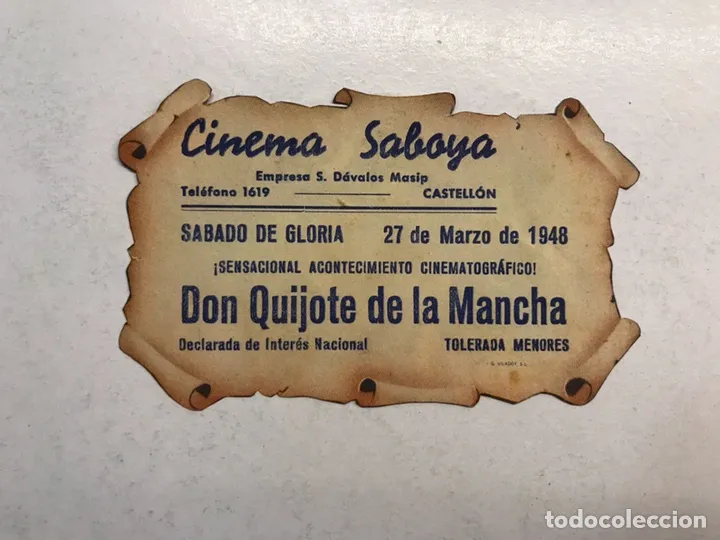 Cinema Saboya
Empresa S. Dávalos Masip
Teléfono 1619 CASTELLÓN
SABADO DE GLORIA 27 de Marzo de 1948
¡SENSACIONAL ACONTECIMIENTO CINEMATOGRÁFICO!
Don Quijote de la Mancha
Declarada de Interés Nacional TOLERADA MENORES
todocoleccion